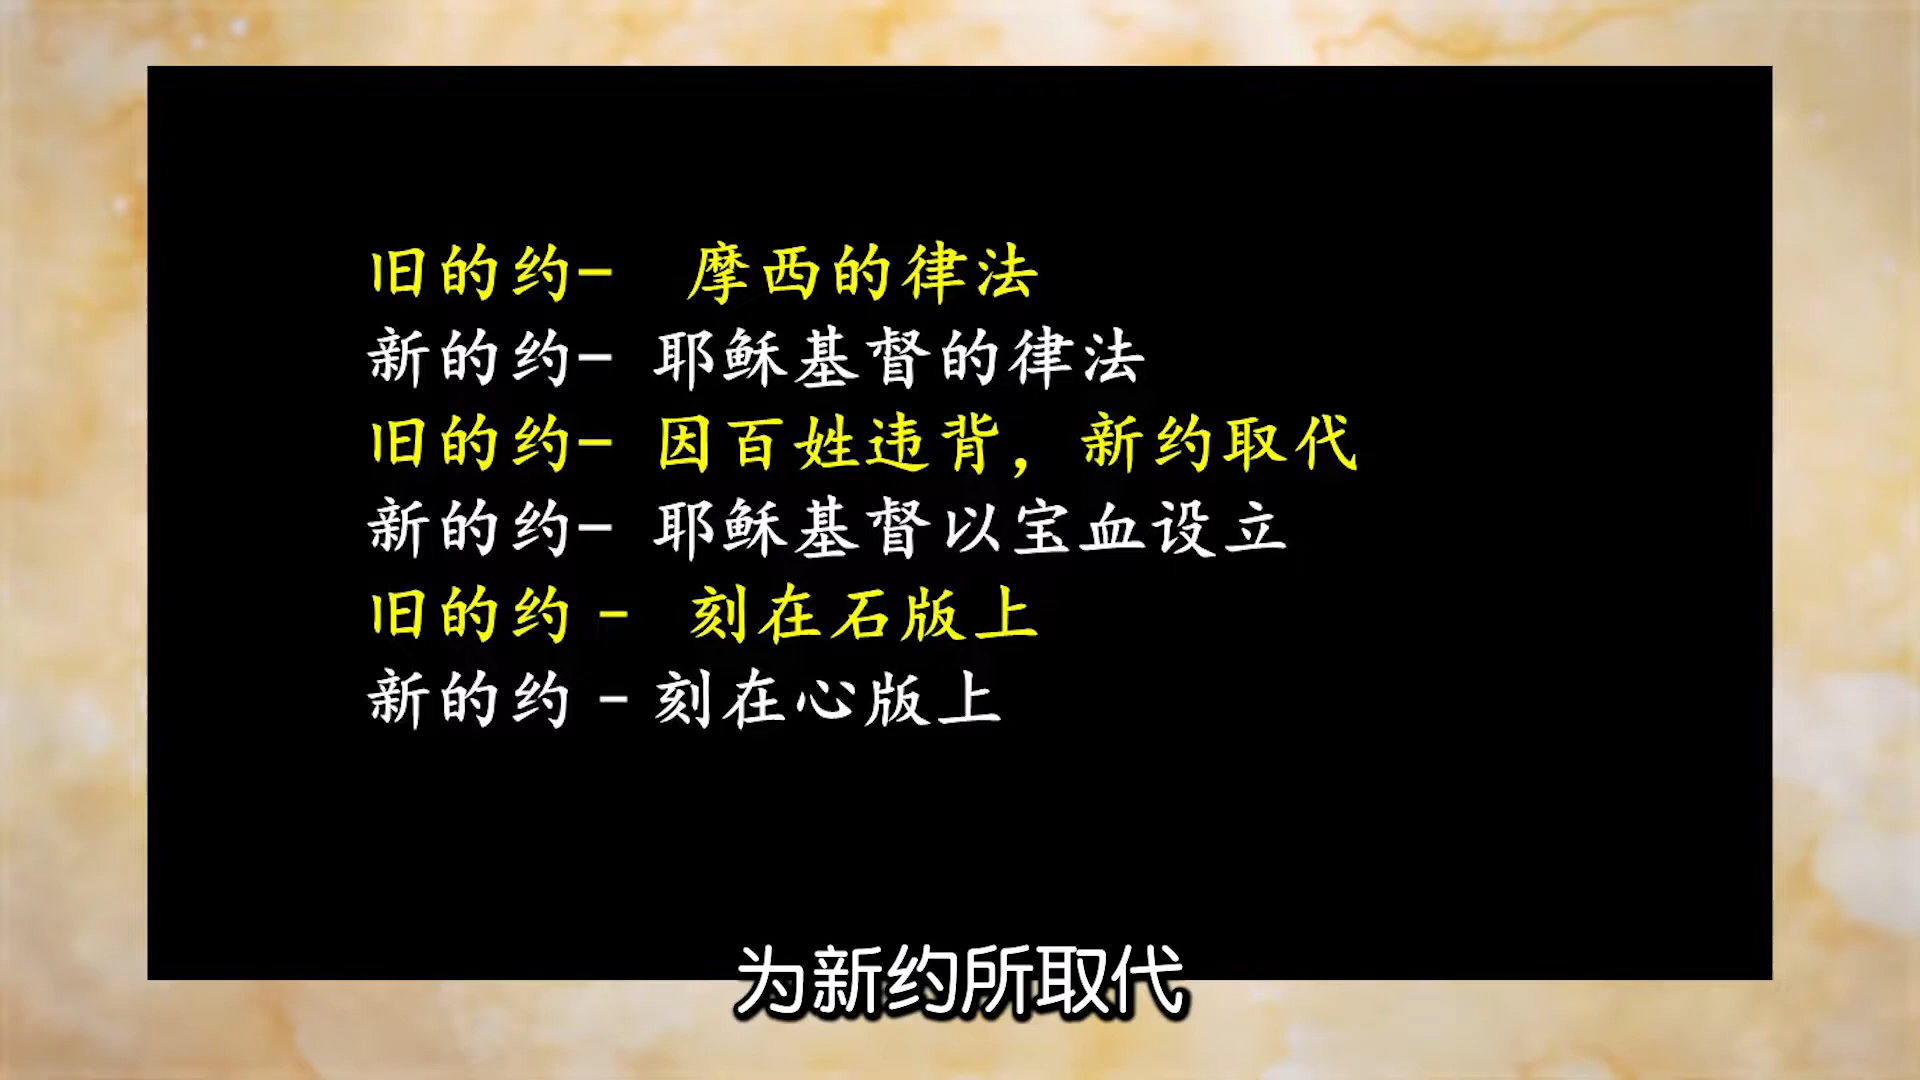 旧的约– 摩西的律法
新的约– 耶稣基督的律法
旧的约– 因百姓违背，新约取代
新的约– 耶稣基督以宝血设立
旧的约 – 刻在石版上
新的约 – 刻在心版上
为新约所取代